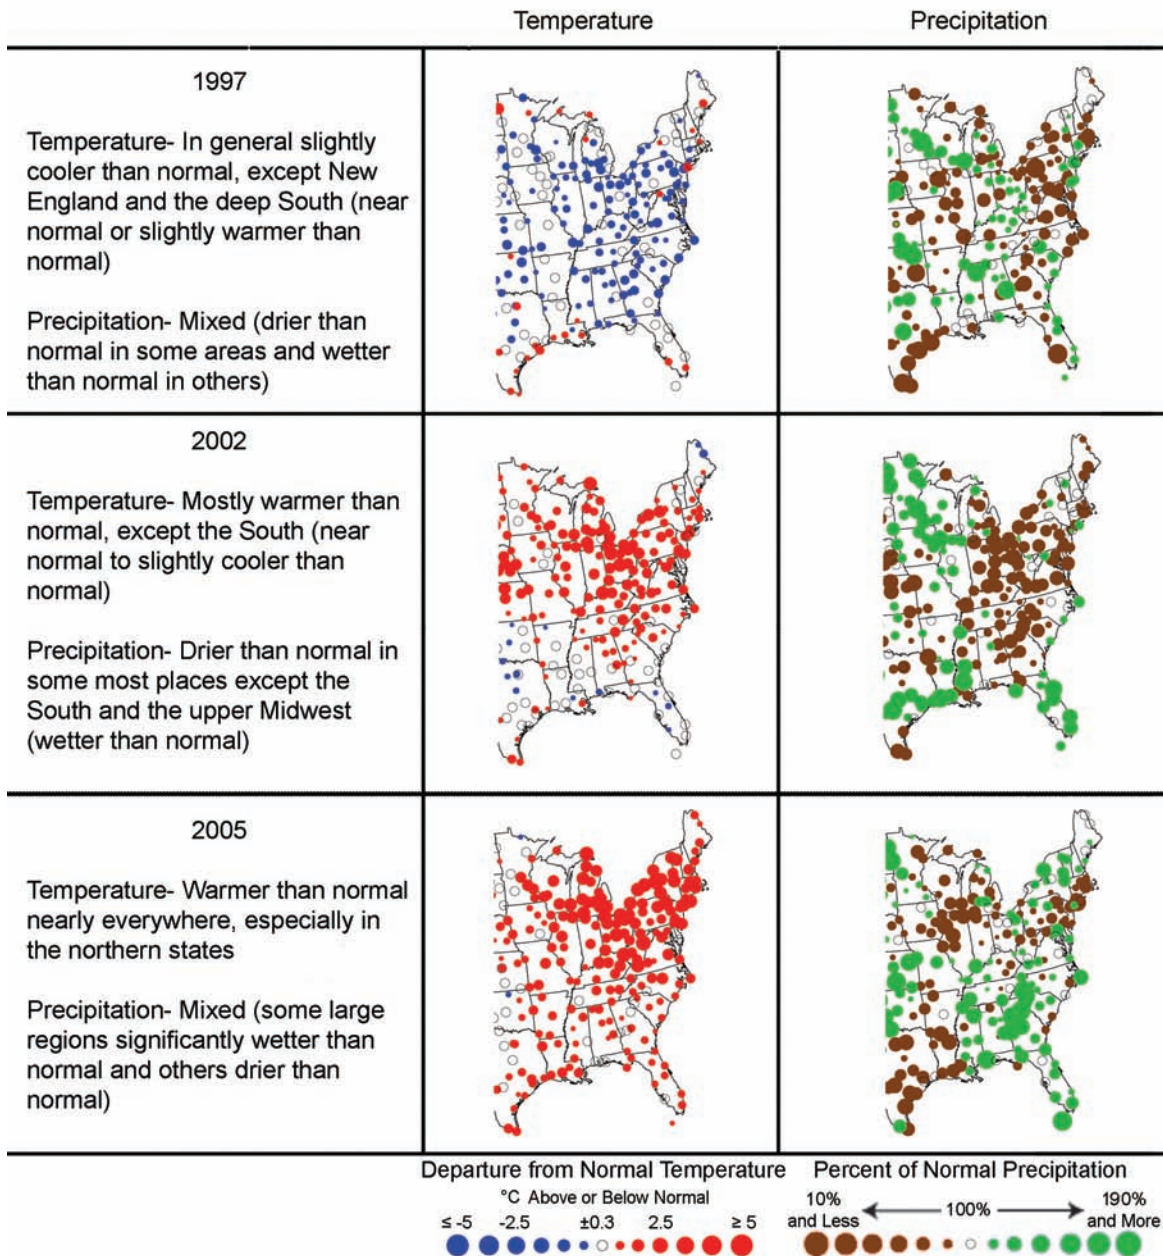 Temperature
Precipitation
1997
Temperature- In general slightly
cooler than normal, except New
England and the deep South (near
normal or slightly warmer than
normal)
Precipitation- Mixed (drier than
normal in some areas and wetter
than normal in others)
2002
Temperature- Mostly warmer than
normal, except the South (near
normal to slightly cooler than
normal)
Precipitation- Drier than normal in
some most places except the
South and the upper Midwest
(wetter than normal)
2005
Temperature- Warmer than normal
nearly everywhere, especially in
the northern states
Precipitation- Mixed (some large
regions significantly wetter than
normal and others drier than
normal)
Departure from Normal Temperature
°C Above or Below Normal
≤ -5 -2.5 ±0.3 2.5 ≥ 5
Percent of Normal Precipitation
10% and Less 100% 190% and More